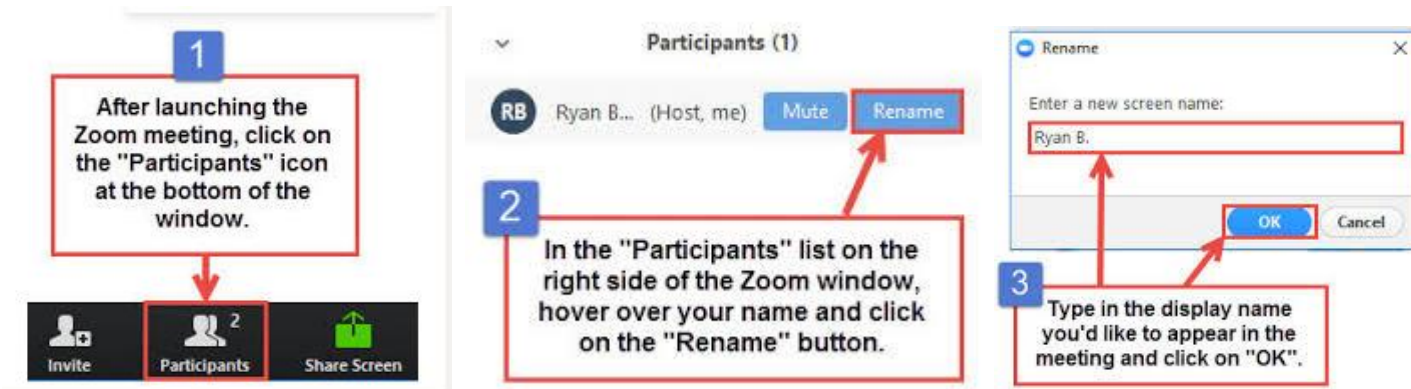 1
After launching the
Zoom meeting, click on
the "Participants" icon
at the bottom of the
window.
2
Invite
Participants
Share Screen
Participants (1)
RB
Ryan B... (Host, me)
Mute
Rename
2
In the "Participants" list on the
right side of the Zoom window,
hover over your name and click
on the "Rename" button.
Rename
Enter a new screen name:
Ryan B.
OK
Cancel
3
Type in the display name
you'd like to appear in the
meeting and click on "OK".